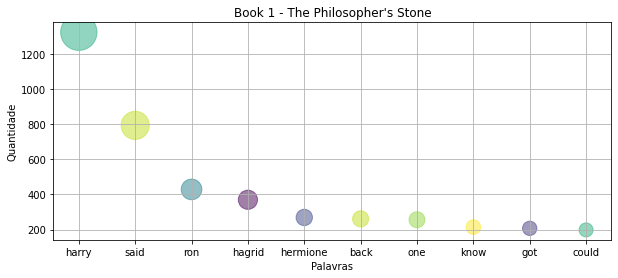 Book 1 - The Philosopher's Stone
Quantidade
1200
1000
800
600
400
200
harry said ron hagrid hermione back one know got could
Palavras